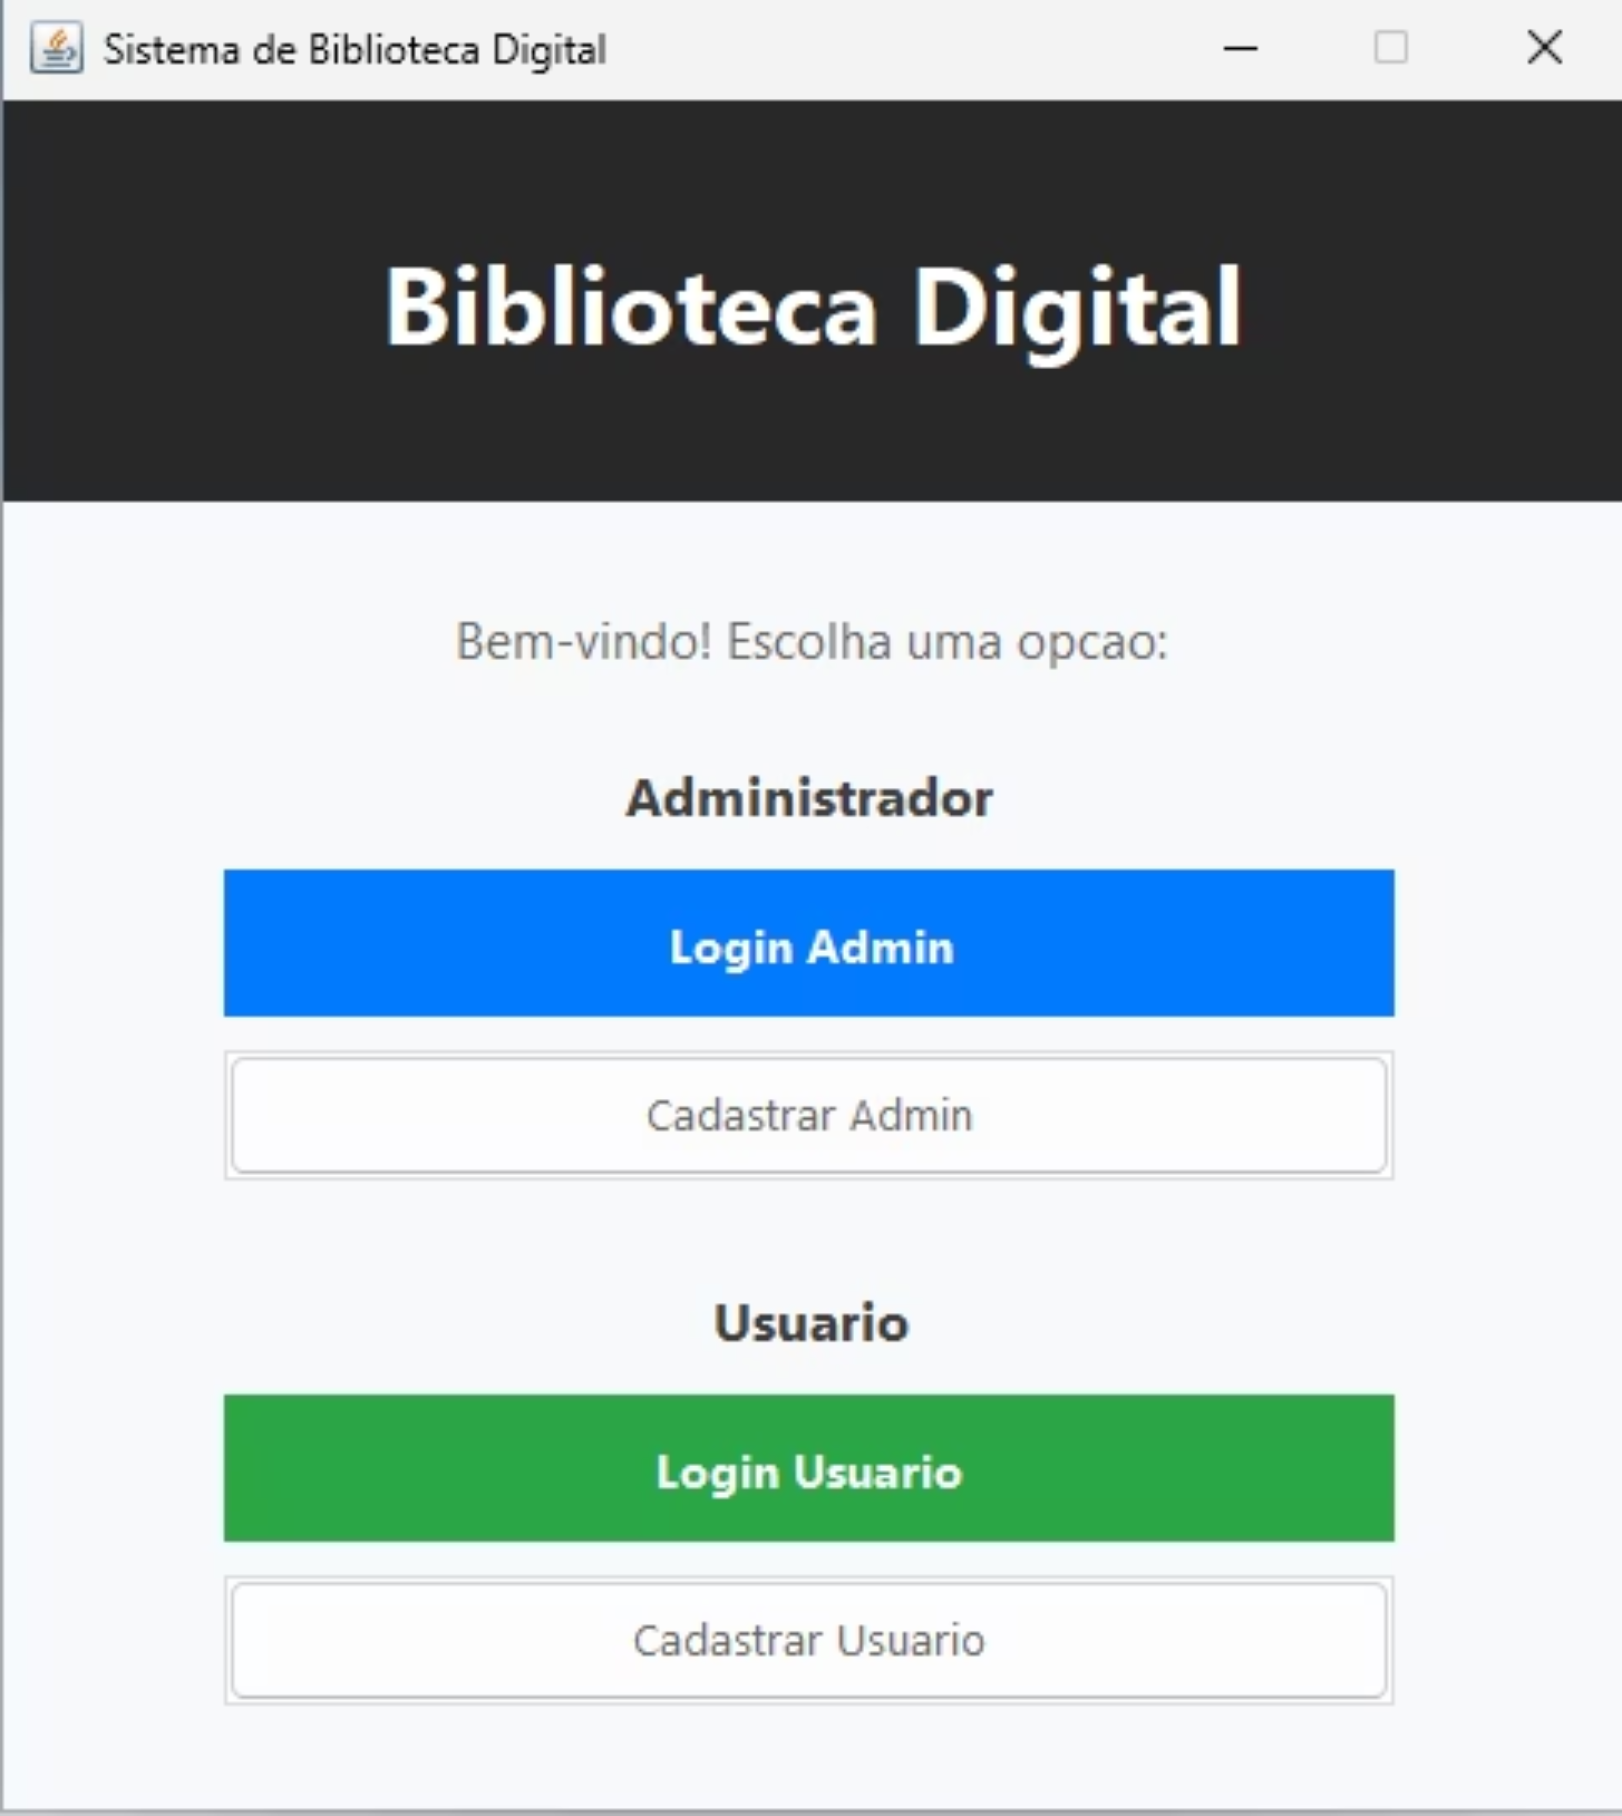 Sistema de Biblioteca Digital
Biblioteca Digital
Bem-vindo! Escolha uma opcao:
Administrador
Login Admin
Cadastrar Admin
Usuario
Login Usuario
Cadastrar Usuario